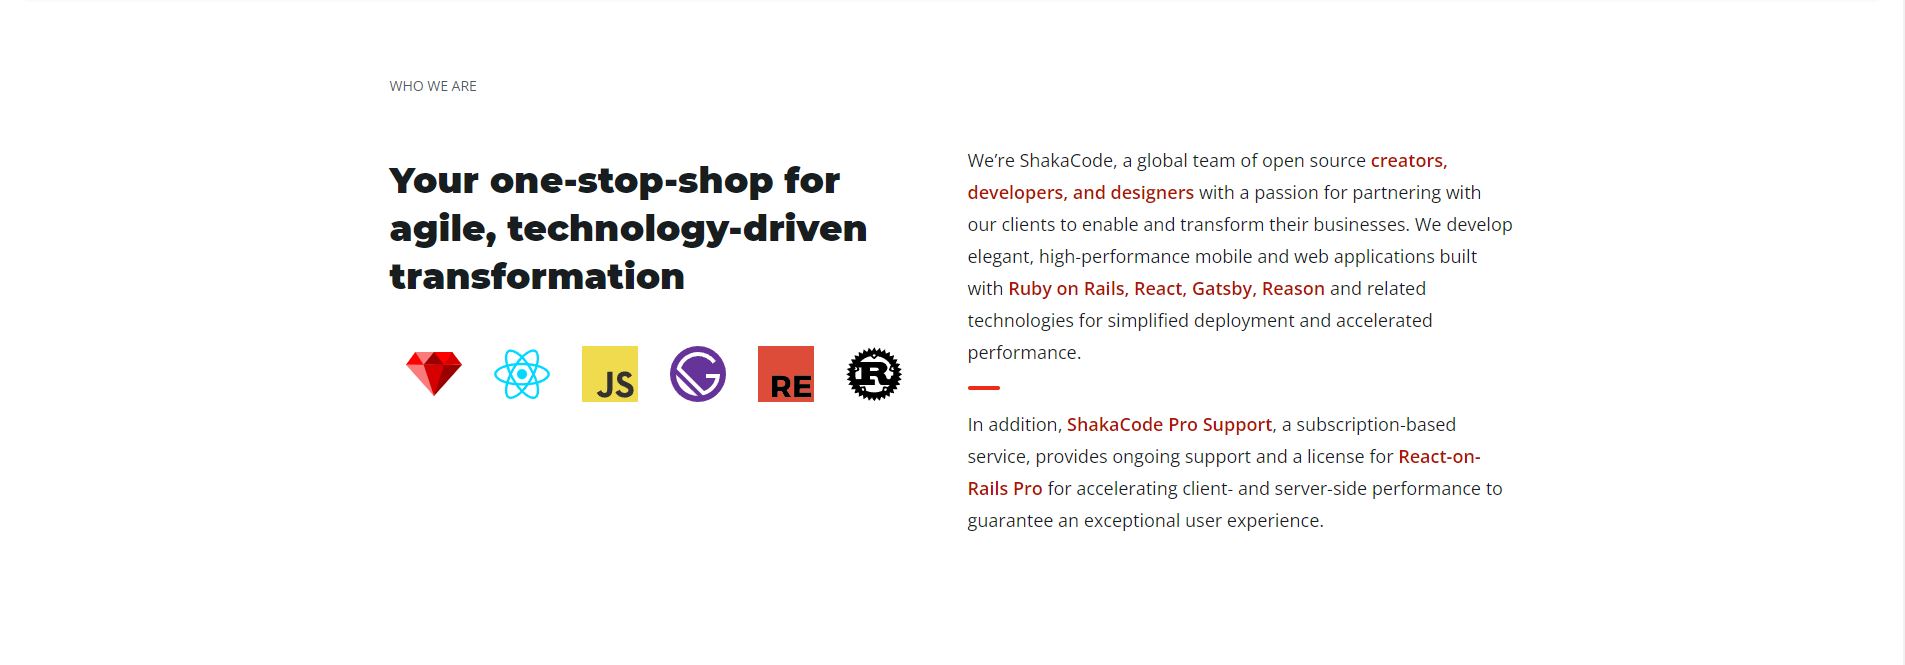 WHO WE ARE
Your one-stop-shop for
agile, technology-driven
transformation
JS
RE
R
We’re ShakaCode, a global team of open source creators,
developers, and designers with a passion for partnering with
our clients to enable and transform their businesses. We develop
elegant, high-performance mobile and web applications built
with Ruby on Rails, React, Gatsby, Reason and related
technologies for simplified deployment and accelerated
performance.
In addition, ShakaCode Pro Support, a subscription-based
service, provides ongoing support and a license for React-on-
Rails Pro for accelerating client- and server-side performance to
guarantee an exceptional user experience.